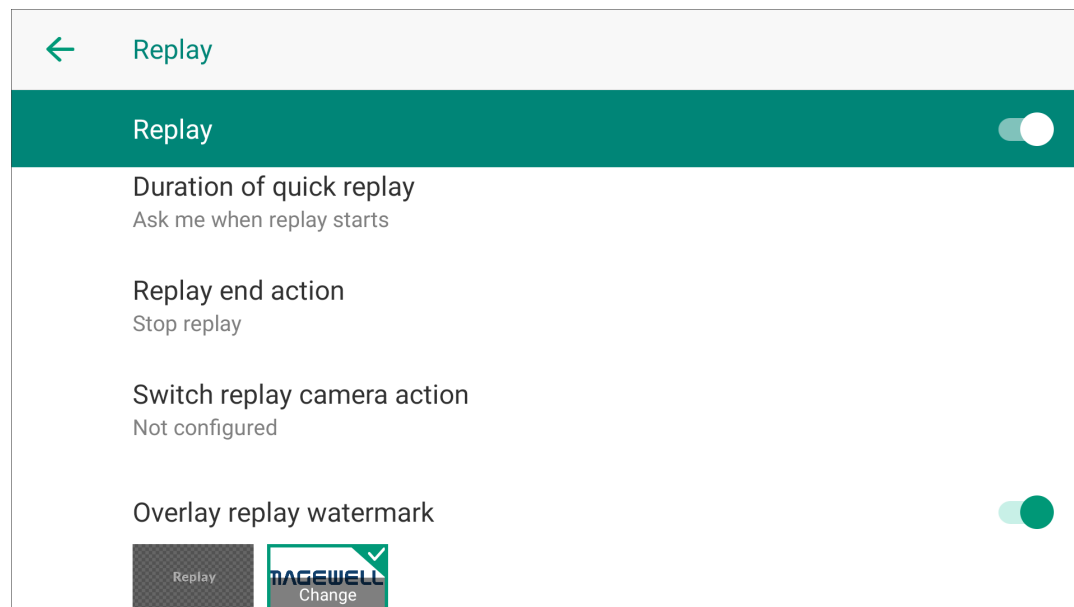 Replay
Replay
Duration of quick replay
Ask me when replay starts
Replay end action
Stop replay
Switch replay camera action
Not configured
Overlay replay watermark
Replay
MAGEWELL
Change